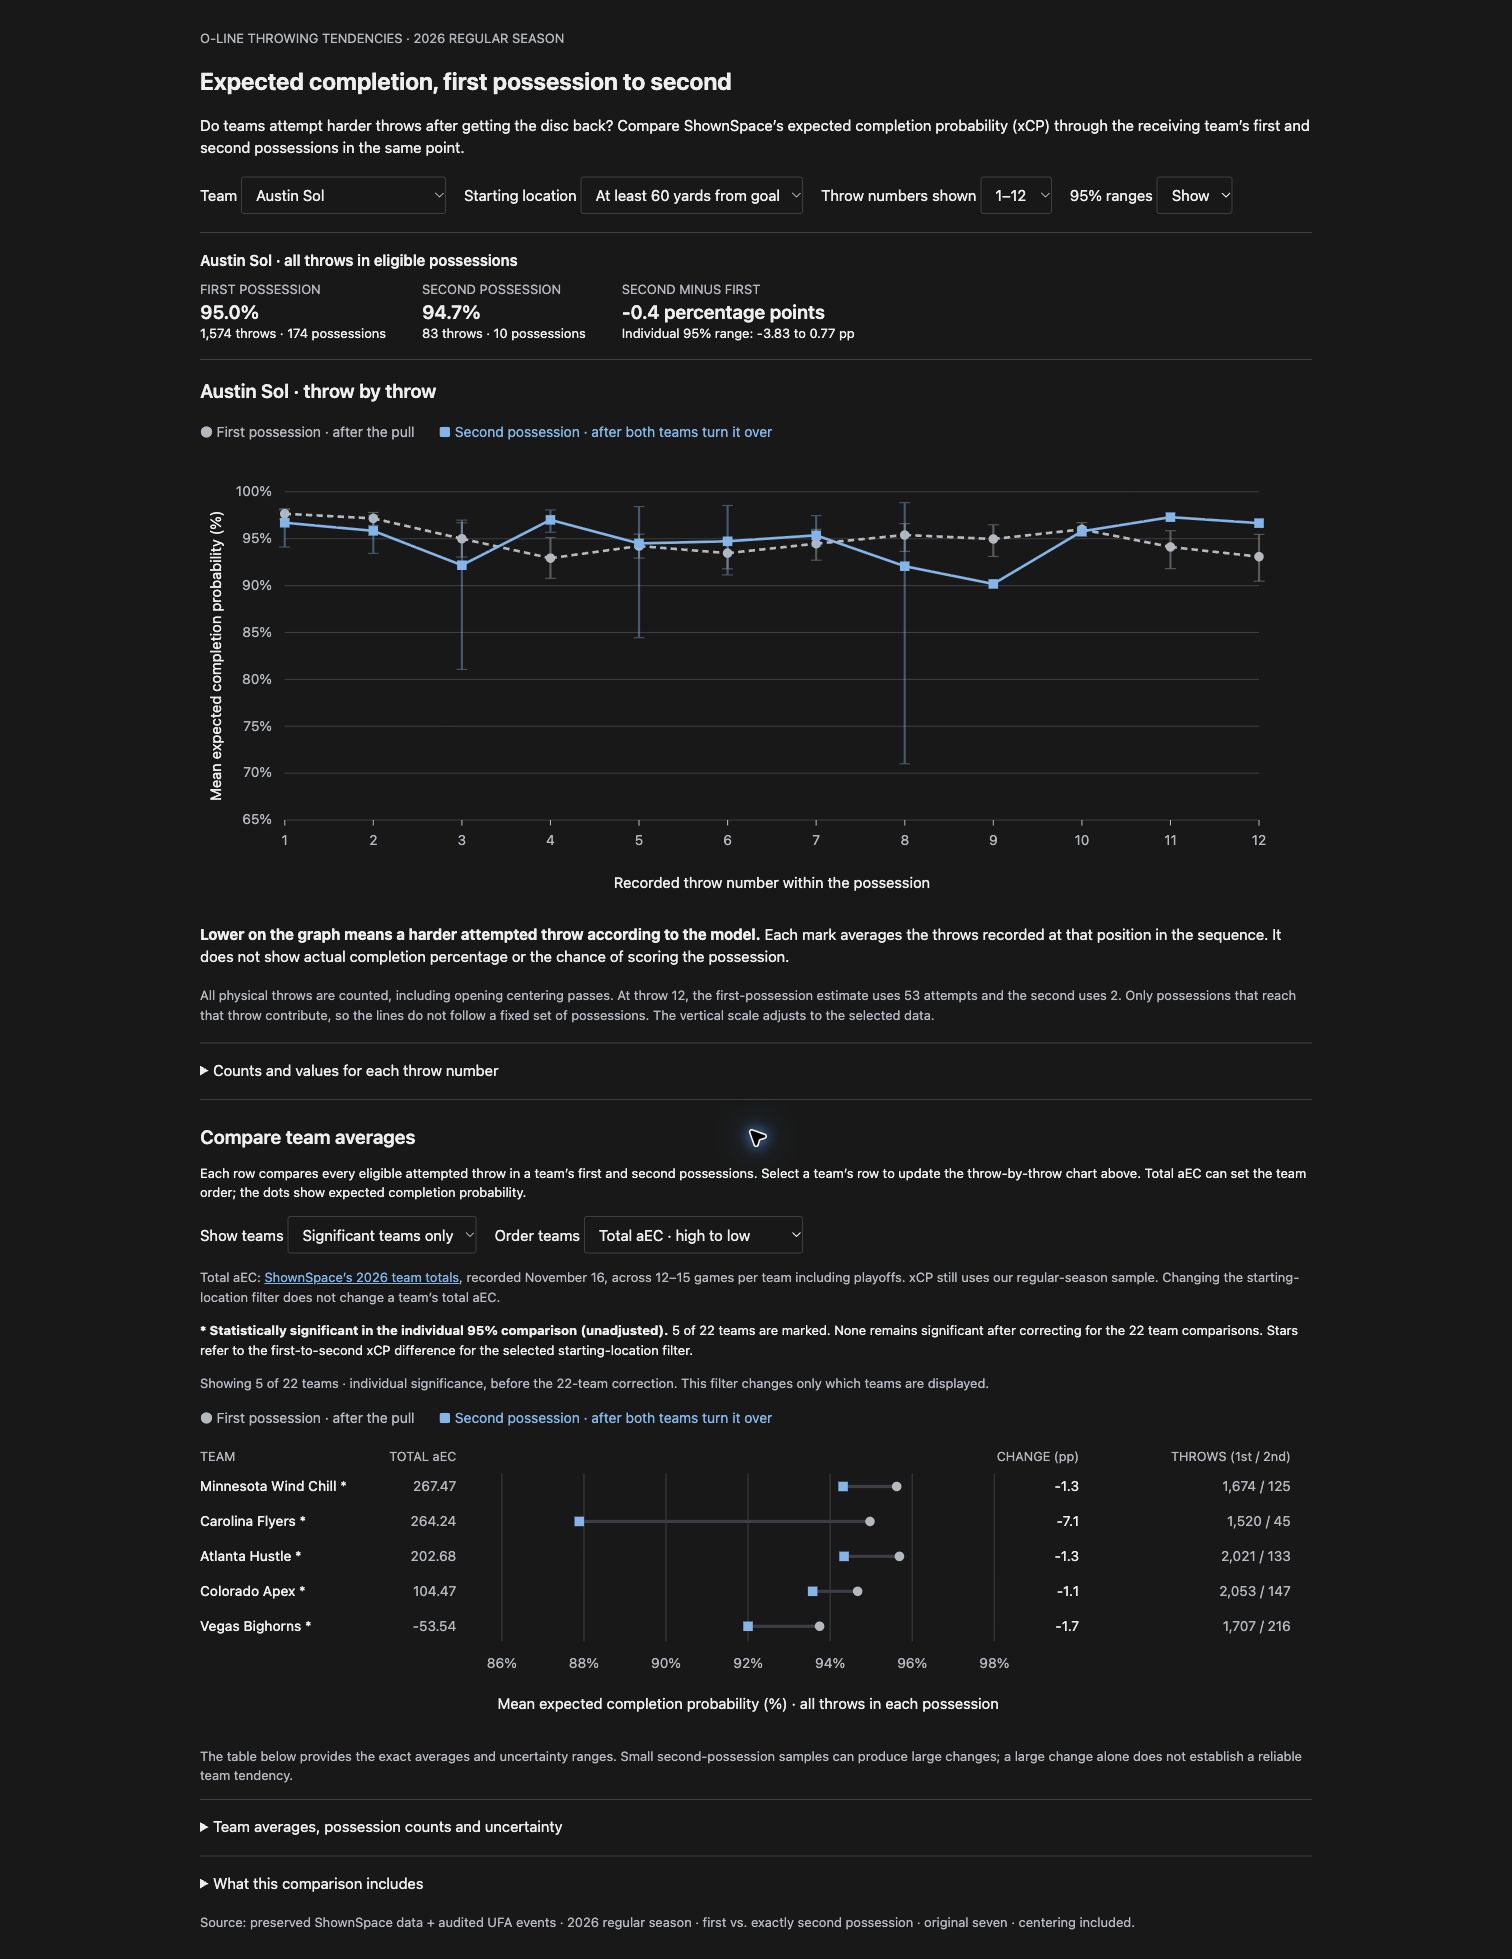 O-LINE THROWING TENDENCIES · 2026 REGULAR SEASON
Expected completion, first possession to second
Do teams attempt harder throws after getting the disc back? Compare ShownSpace’s expected completion probability (xCP) through the receiving team’s first and
second possessions in the same point.
Team Austin Sol Starting location At least 60 yards from goal Throw numbers shown 1–12 95% ranges Show
Austin Sol · all throws in eligible possessions
FIRST POSSESSION SECOND POSSESSION SECOND MINUS FIRST
95.0% 94.7% -0.4 percentage points
1,574 throws · 174 possessions 83 throws · 10 possessions Individual 95% range: -3.83 to 0.77 pp
Austin Sol · throw by throw
First possession · after the pull Second possession · after both teams turn it over
Mean expected completion probability (%)
100%
95%
90%
85%
80%
75%
70%
65%
1 2 3 4 5 6 7 8 9 10 11 12
Recorded throw number within the possession
Lower on the graph means a harder attempted throw according to the model. Each mark averages the throws recorded at that position in the sequence. It
does not show actual completion percentage or the chance of scoring the possession.
All physical throws are counted, including opening centering passes. At throw 12, the first-possession estimate uses 53 attempts and the second uses 2. Only possessions that reach
that throw contribute, so the lines do not follow a fixed set of possessions. The vertical scale adjusts to the selected data.
Counts and values for each throw number
Compare team averages
Each row compares every eligible attempted throw in a team’s first and second possessions. Select a team’s row to update the throw-by-throw chart above. Total aEC can set the team
order; the dots show expected completion probability.
Show teams Significant teams only Order teams Total aEC · high to low
Total aEC: ShownSpace’s 2026 team totals, recorded November 16, across 12–15 games per team including playoffs. xCP still uses our regular-season sample. Changing the starting-
location filter does not change a team’s total aEC.
* Statistically significant in the individual 95% comparison (unadjusted). 5 of 22 teams are marked. None remains significant after correcting for the 22 team comparisons. Stars
refer to the first-to-second xCP difference for the selected starting-location filter.
Showing 5 of 22 teams · individual significance, before the 22-team correction. This filter changes only which teams are displayed.
First possession · after the pull Second possession · after both teams turn it over
TEAM TOTAL aEC CHANGE (pp) THROWS (1st / 2nd)
Minnesota Wind Chill * 267.47 -1.3 1,674 / 125
Carolina Flyers * 264.24 -7.1 1,520 / 45
Atlanta Hustle * 202.68 -1.3 2,021 / 133
Colorado Apex * 104.47 -1.1 2,053 / 147
Vegas Bighorns * -53.54 -1.7 1,707 / 216
86% 88% 90% 92% 94% 96% 98%
Mean expected completion probability (%) · all throws in each possession
The table below provides the exact averages and uncertainty ranges. Small second-possession samples can produce large changes; a large change alone does not establish a reliable
team tendency.
Team averages, possession counts and uncertainty
What this comparison includes
Source: preserved ShownSpace data + audited UFA events · 2026 regular season · first vs. exactly second possession · original seven · centering included.